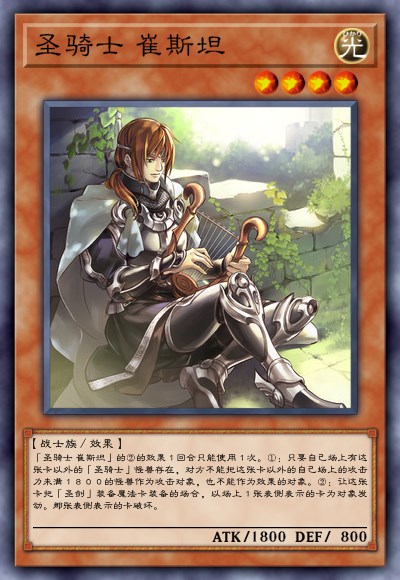 圣骑士 崔斯坦
ひかり
光
【战士族／效果】
「圣骑士 崔斯坦」的②的效果1回合只能使用1次。①：只要自己场上有这
张卡以外的「圣骑士」怪兽存在，对方不能把这张卡以外的自己场上的攻击
力未满1800的怪兽作为攻击对象，也不能作为效果的对象。②：让这
张卡把「圣剑」装备魔法卡装备的场合，以场上1张表侧表示的卡为对象发
动。那张表侧表示的卡破坏。
ATK/1800 DEF/ 800